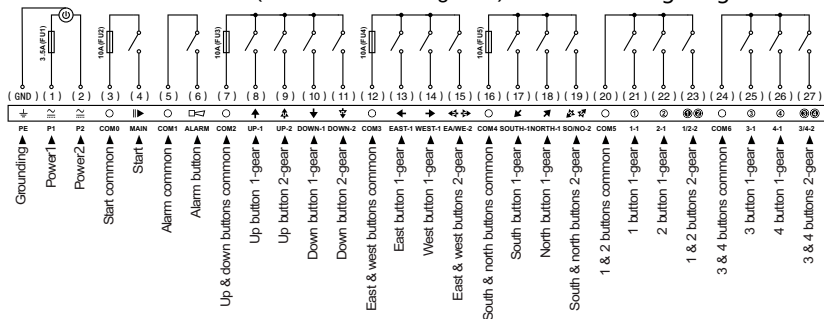 3.5A(FU1)
10A(FU2)
10A(FU3)
10A(FU4)
10A(FU5)
(GND) (1) (2) (3) (4) (5) (6) (7) (8) (9) (10) (11) (12) (13) (14) (15) (16) (17) (18) (19) (20) (21) (22) (23) (24) (25) (26) (27)
① ② ①② ③ ④ ③④
PE P1 P2 COM0 MAIN COM1 ALARM COM2 UP-1 UP-2 DOWN-1 DOWN-2 COM3 EAST-1 WEST-1 EA/WE-2 COM4 SOUTH-1 NORTH-1 SO/NO-2 COM5 1-1 2-1 1/2-2 COM6 3-1 4-1 3/4-2
Grounding
Power1
Power2
Start common
Start
Alarm common
Alarm button
Up & down buttons common
Up button 1-gear
Up button 2-gear
Down button 1-gear
Down button 2-gear
East & west buttons common
East button 1-gear
West button 1-gear
East & west buttons 2-gear
South & north buttons common
South button 1-gear
North button 1-gear
South & north buttons 2-gear
1 & 2 buttons common
1 button 1-gear
2 button 1-gear
1 & 2 buttons 2-gear
3 & 4 buttons common
3 button 1-gear
4 button 1-gear
3 & 4 buttons 2-gear